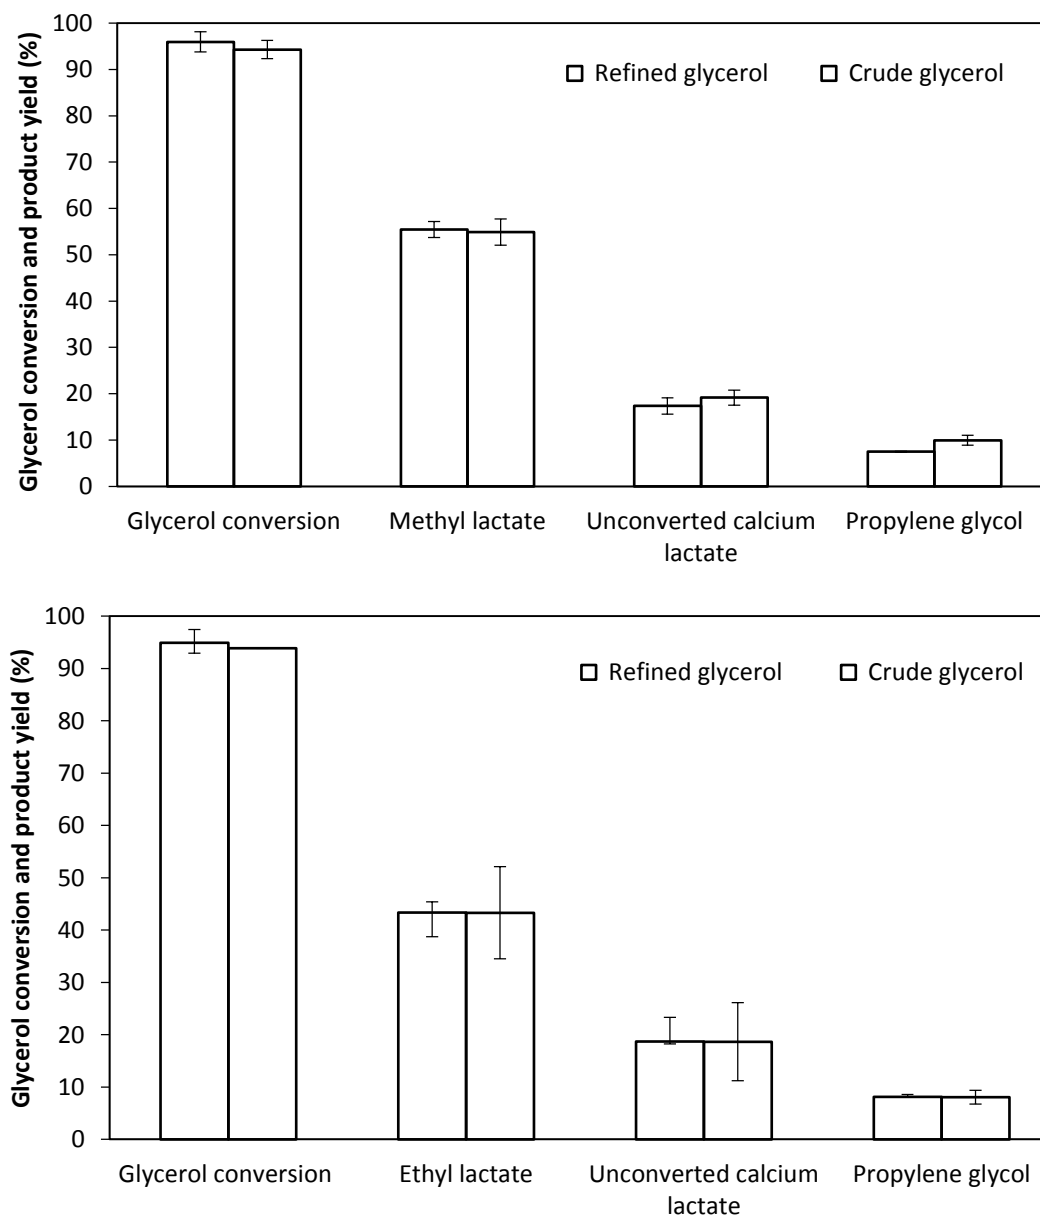 Glycerol conversion and product yield (%)
100
90
80
70
60
50
40
30
20
10
0
Refined glycerol
Crude glycerol
Glycerol conversion
Methyl lactate
Unconverted calcium
lactate
Propylene glycol
Glycerol conversion and product yield (%)
100
90
80
70
60
50
40
30
20
10
0
Refined glycerol
Crude glycerol
Glycerol conversion
Ethyl lactate
Unconverted calcium
lactate
Propylene glycol